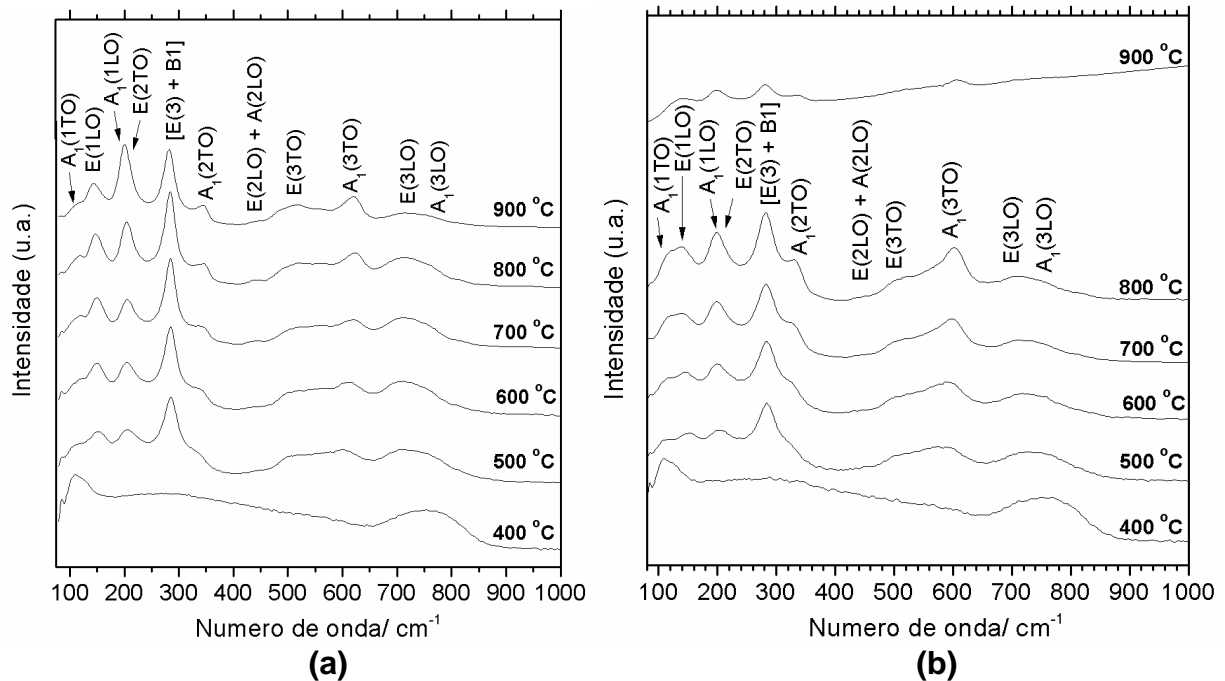 A₁(1TO)
E(1LO)
A₁(1LO)
E(2TO)
[E(3) + B1]
A₁(2TO)
E(2LO) + A(2LO)
E(3TO)
A₁(3TO)
E(3LO)
A₁(3LO)
900 °C
800 °C
700 °C
600 °C
500 °C
400 °C
Intensidade (u.a.)
100 200 300 400 500 600 700 800 900 1000
Numero de onda/ cm⁻¹
(a)
900 °C
A₁(1TO)
E(1LO)
A₁(1LO)
E(2TO)
[E(3) + B1]
A₁(2TO)
E(2LO) + A(2LO)
E(3TO)
A₁(3TO)
E(3LO)
A₁(3LO)
800 °C
700 °C
600 °C
500 °C
400 °C
Intensidade (u.a.)
100 200 300 400 500 600 700 800 900 1000
Numero de onda/ cm⁻¹
(b)